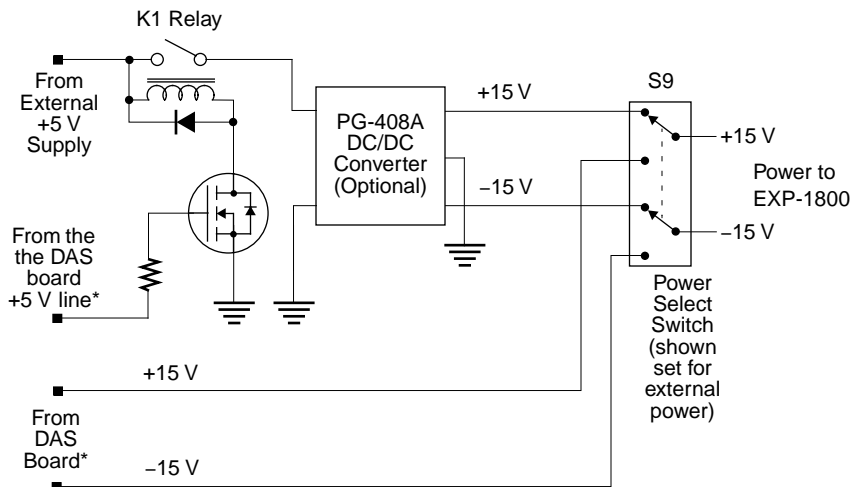 K1 Relay
From
External
+5 V
Supply
PG-408A
DC/DC
Converter
(Optional)
+15 V
−15 V
S9
+15 V
Power to
EXP-1800
−15 V
From the
the DAS
board
+5 V line*
Power
Select
Switch
(shown
set for
external
power)
+15 V
From
DAS
Board*
−15 V